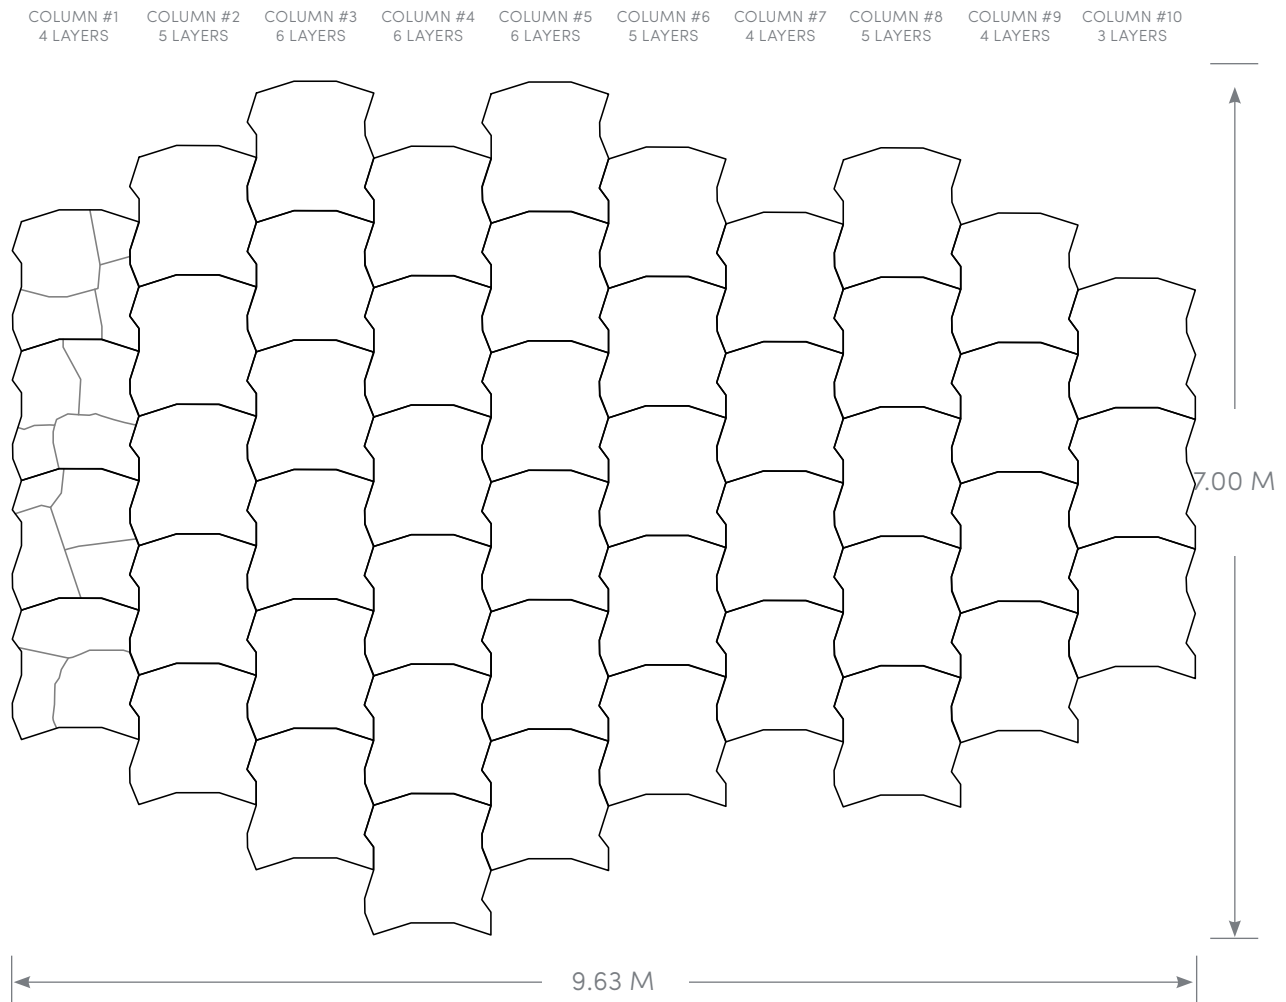 COLUMN #1
4 LAYERS
COLUMN #2
5 LAYERS
COLUMN #3
6 LAYERS
COLUMN #4
6 LAYERS
COLUMN #5
6 LAYERS
COLUMN #6
5 LAYERS
COLUMN #7
4 LAYERS
COLUMN #8
5 LAYERS
COLUMN #9
4 LAYERS
COLUMN #10
3 LAYERS
7.00 M
9.63 M